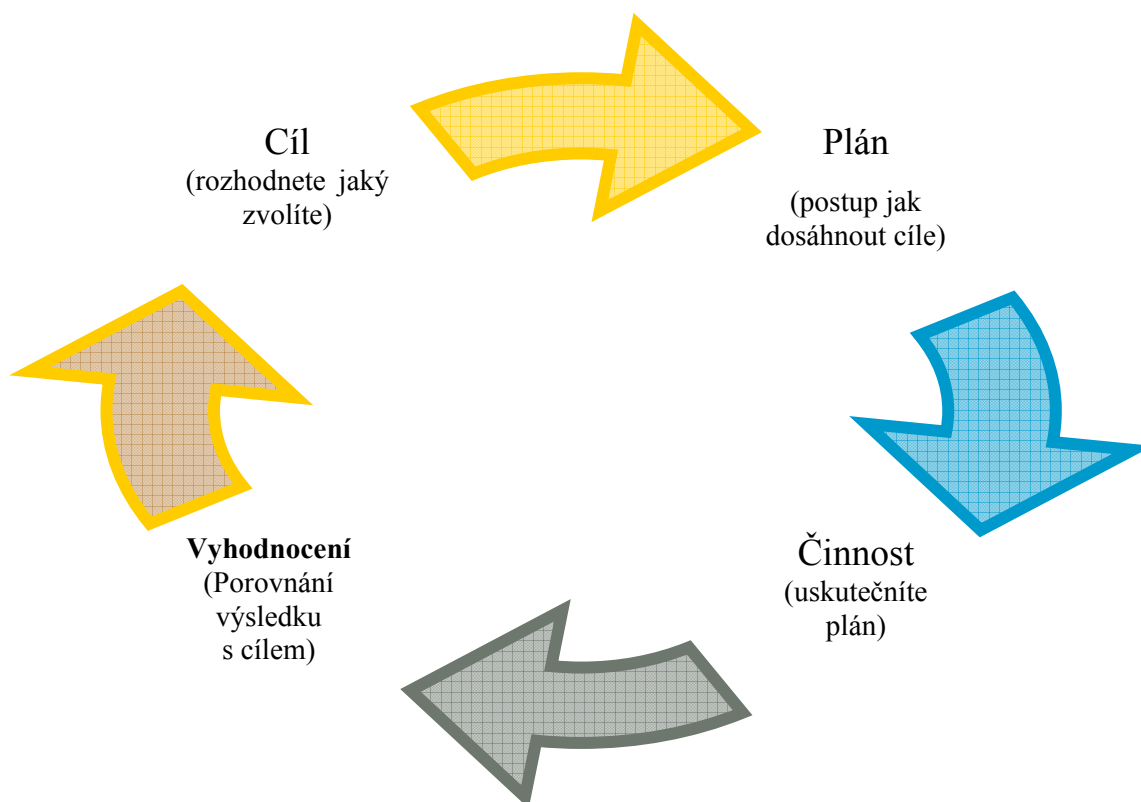 Cíl
(rozhodnete jaký
zvolíte)
Plán
(postup jak
dosáhnout cíle)
Činnost
(uskutečníte
plán)
Vyhodnocení
(Porovnání
výsledku
s cílem)